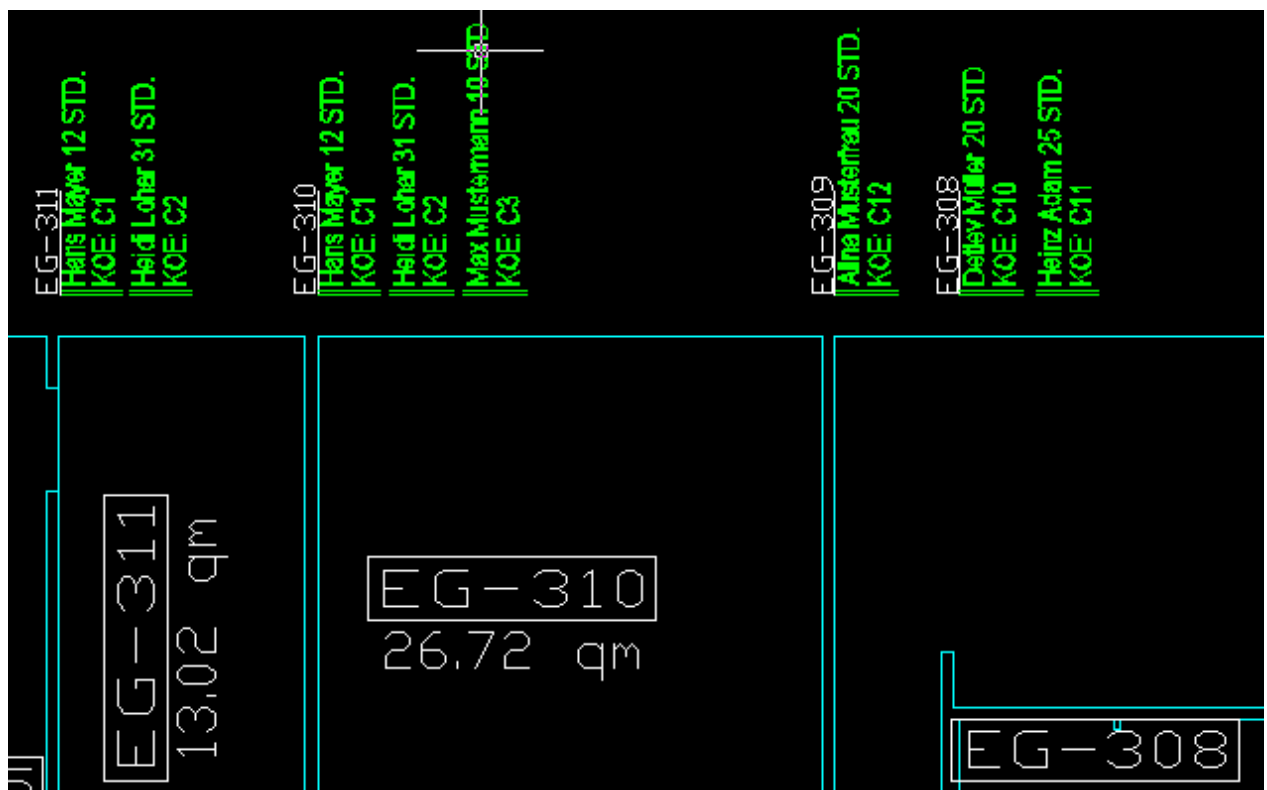 EG-311
Hans Mayer 12 STD.
KOE: C1
Heidi Loher 31 STD.
KOE: C2
EG-310
Hans Mayer 12 STD.
KOE: C1
Heidi Loher 31 STD.
KOE: C2
Max Mustermann 10 STD
KOE: C3
EG-309
Alina Musterfrau 20 STD.
KOE: C12
EG-308
Detlev Müller 20 STD
KOE: C10
Heinz Adam 25 STD.
KOE: C11
EG-311
13.02 qm
EG-310
26.72 qm
EG-308